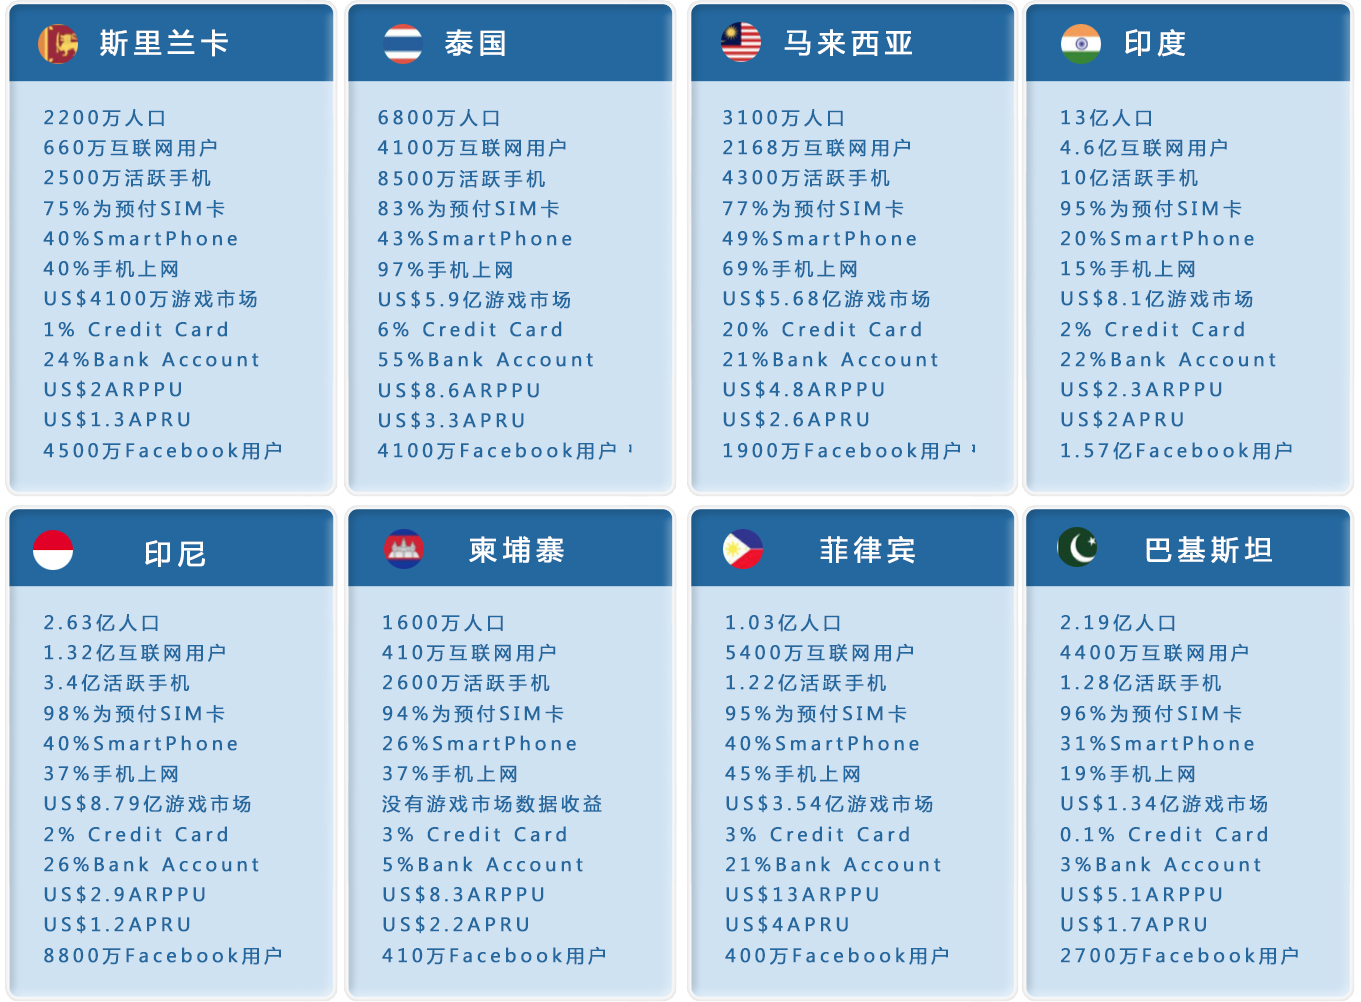 斯里兰卡
2200万人口
660万互联网用户
2500万活跃手机
75%为预付SIM卡
40%SmartPhone
40%手机上网
US$4100万游戏市场
1% Credit Card
24%Bank Account
US$2ARPPU
US$1.3APRU
4500万Facebook用户
泰国
6800万人口
4100万互联网用户
8500万活跃手机
83%为预付SIM卡
43%SmartPhone
97%手机上网
US$5.9亿游戏市场
6% Credit Card
55%Bank Account
US$8.6ARPPU
US$3.3APRU
4100万Facebook用户
马来西亚
3100万人口
2168万互联网用户
4300万活跃手机
77%为预付SIM卡
49%SmartPhone
69%手机上网
US$5.68亿游戏市场
20% Credit Card
21%Bank Account
US$4.8ARPPU
US$2.6APRU
1900万Facebook用户
印度
13亿人口
4.6亿互联网用户
10亿活跃手机
95%为预付SIM卡
20%SmartPhone
15%手机上网
US$8.1亿游戏市场
2% Credit Card
22%Bank Account
US$2.3ARPPU
US$2APRU
1.57亿Facebook用户
印尼
2.63亿人口
1.32亿互联网用户
3.4亿活跃手机
98%为预付SIM卡
40%SmartPhone
37%手机上网
US$8.79亿游戏市场
2% Credit Card
26%Bank Account
US$2.9ARPPU
US$1.2APRU
8800万Facebook用户
柬埔寨
1600万人口
410万互联网用户
2600万活跃手机
94%为预付SIM卡
26%SmartPhone
37%手机上网
没有游戏市场数据收益
3% Credit Card
5%Bank Account
US$8.3ARPPU
US$2.2APRU
410万Facebook用户
菲律宾
1.03亿人口
5400万互联网用户
1.22亿活跃手机
95%为预付SIM卡
40%SmartPhone
45%手机上网
US$3.54亿游戏市场
3% Credit Card
21%Bank Account
US$13ARPPU
US$4APRU
400万Facebook用户
巴基斯坦
2.19亿人口
4400万互联网用户
1.28亿活跃手机
96%为预付SIM卡
31%SmartPhone
19%手机上网
US$1.34亿游戏市场
0.1% Credit Card
3%Bank Account
US$5.1ARPPU
US$1.7APRU
2700万Facebook用户